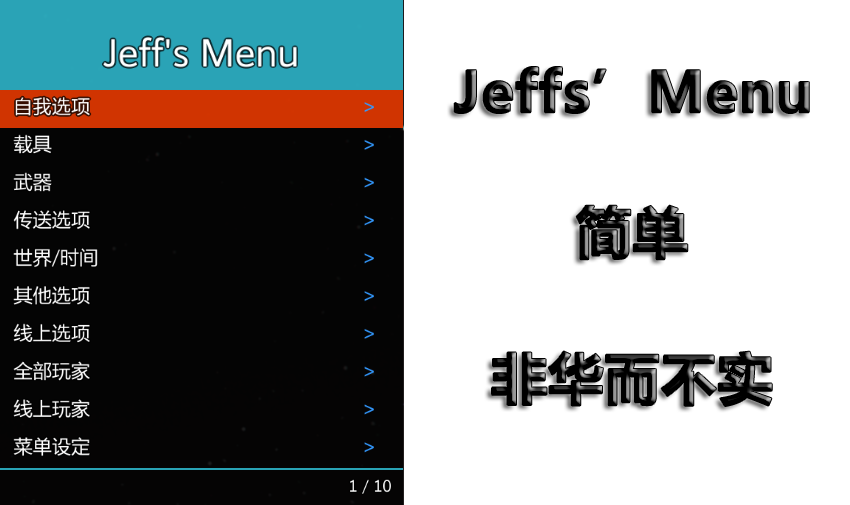 Jeff's Menu
自我选项 >
载具 >
武器 >
传送选项 >
世界/时间 >
其他选项 >
线上选项 >
全部玩家 >
线上玩家 >
菜单设定 >
1 / 10
Jeffs’ Menu
简单
非华而不实